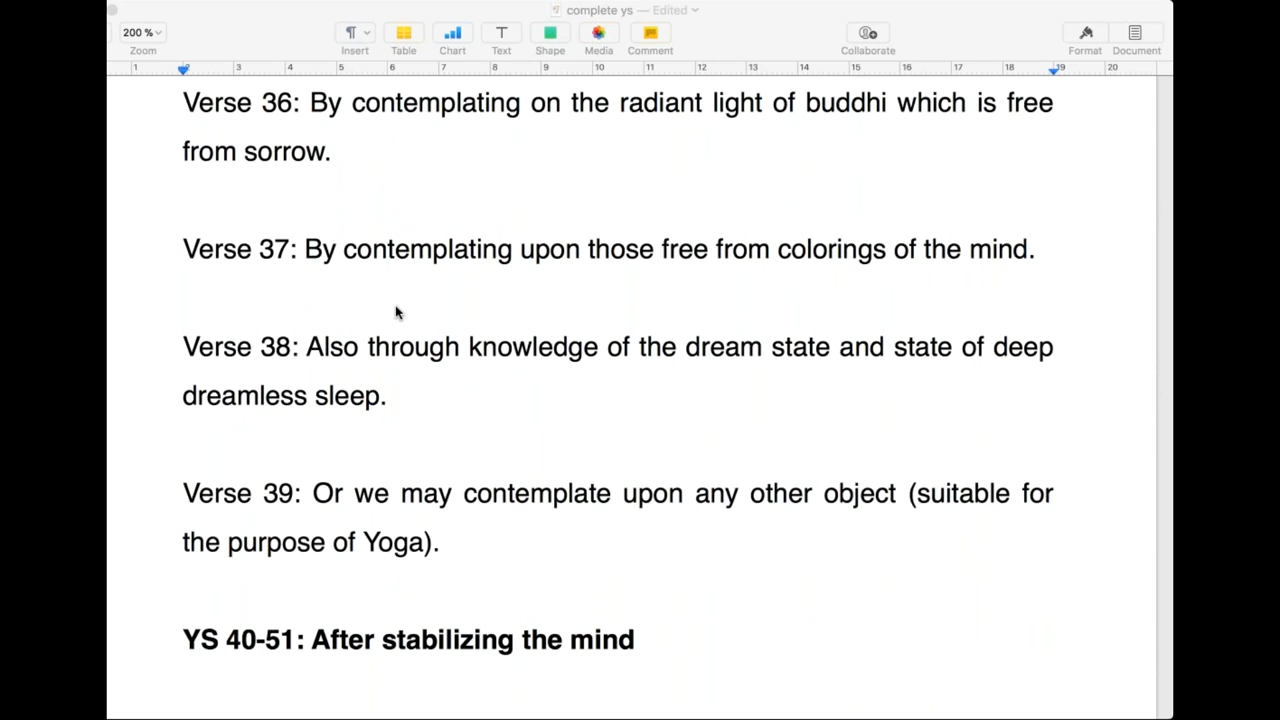 complete ys — Edited
200 %
Zoom
Insert
Table
Chart
Text
Shape
Media
Comment
Collaborate
Format
Document
1 2 3 4 5 6 7 8 9 10 11 12 13 14 15 16 17 18 19 20
Verse 36: By contemplating on the radiant light of buddhi which is free
from sorrow.
Verse 37: By contemplating upon those free from colorings of the mind.
Verse 38: Also through knowledge of the dream state and state of deep
dreamless sleep.
Verse 39: Or we may contemplate upon any other object (suitable for
the purpose of Yoga).
YS 40-51: After stabilizing the mind